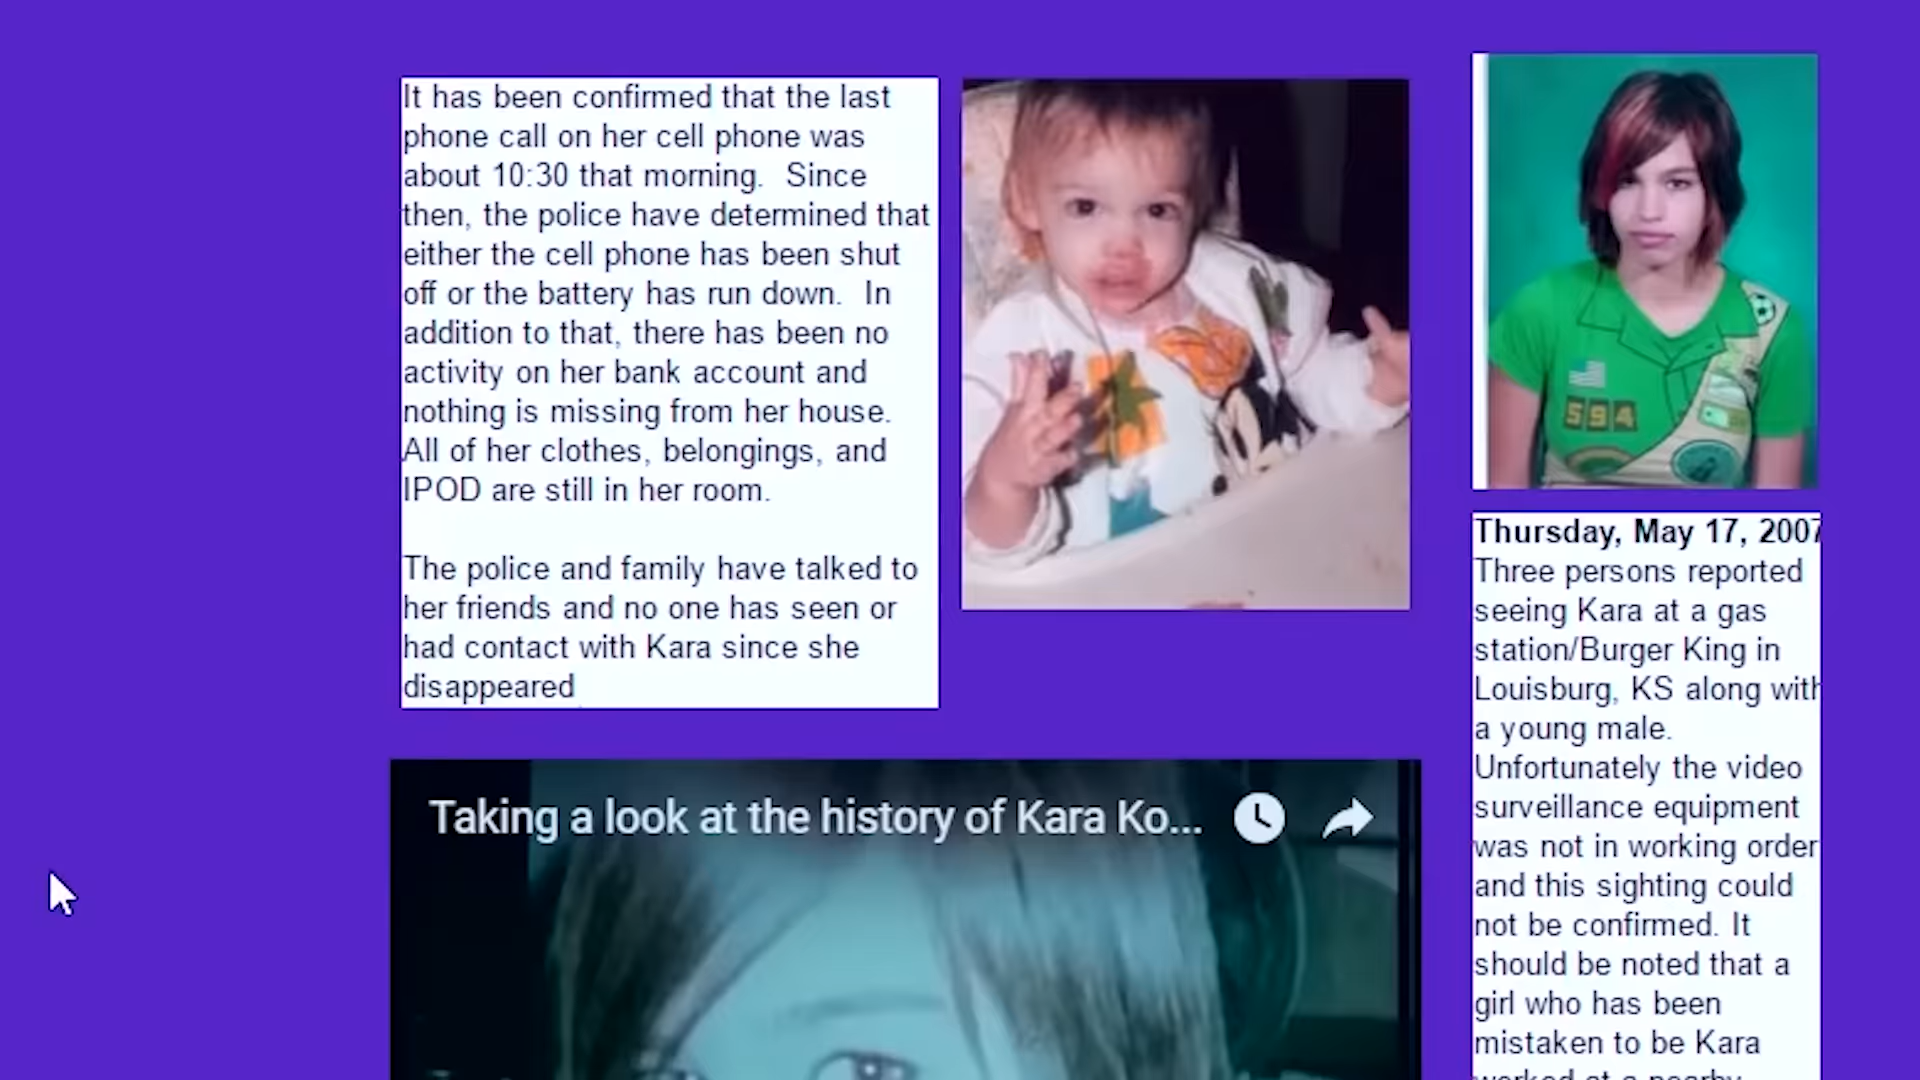 It has been confirmed that the last
phone call on her cell phone was
about 10:30 that morning.  Since
then, the police have determined that
either the cell phone has been shut
off or the battery has run down.  In
addition to that, there has been no
activity on her bank account and
nothing is missing from her house.
All of her clothes, belongings, and
IPOD are still in her room.
The police and family have talked to
her friends and no one has seen or
had contact with Kara since she
disappeared
594
Thursday, May 17, 2007
Three persons reported
seeing Kara at a gas
station/Burger King in
Louisburg, KS along with
a young male.
Unfortunately the video
surveillance equipment
was not in working order
and this sighting could
not be confirmed. It
should be noted that a
girl who has been
mistaken to be Kara
worked at a nearby
Taking a look at the history of Kara Ko...